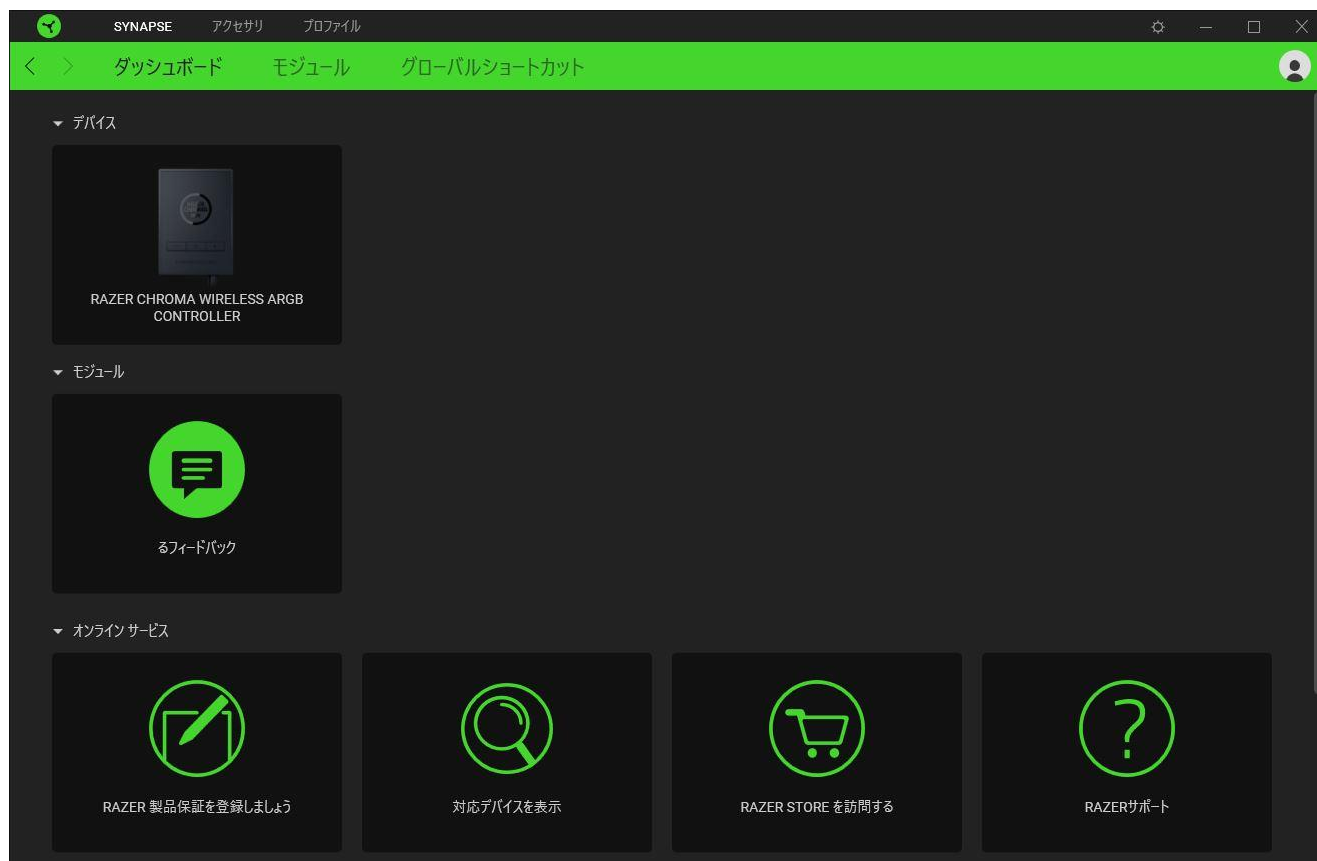 SYNAPSE アクセサリ プロファイル
ダッシュボード モジュール グローバルショートカット
デバイス
RAZER CHROMA WIRELESS ARGB
CONTROLLER
モジュール
るフィードバック
オンライン サービス
RAZER 製品保証を登録しましょう
対応デバイスを表示
RAZER STORE を訪問する
RAZERサポート